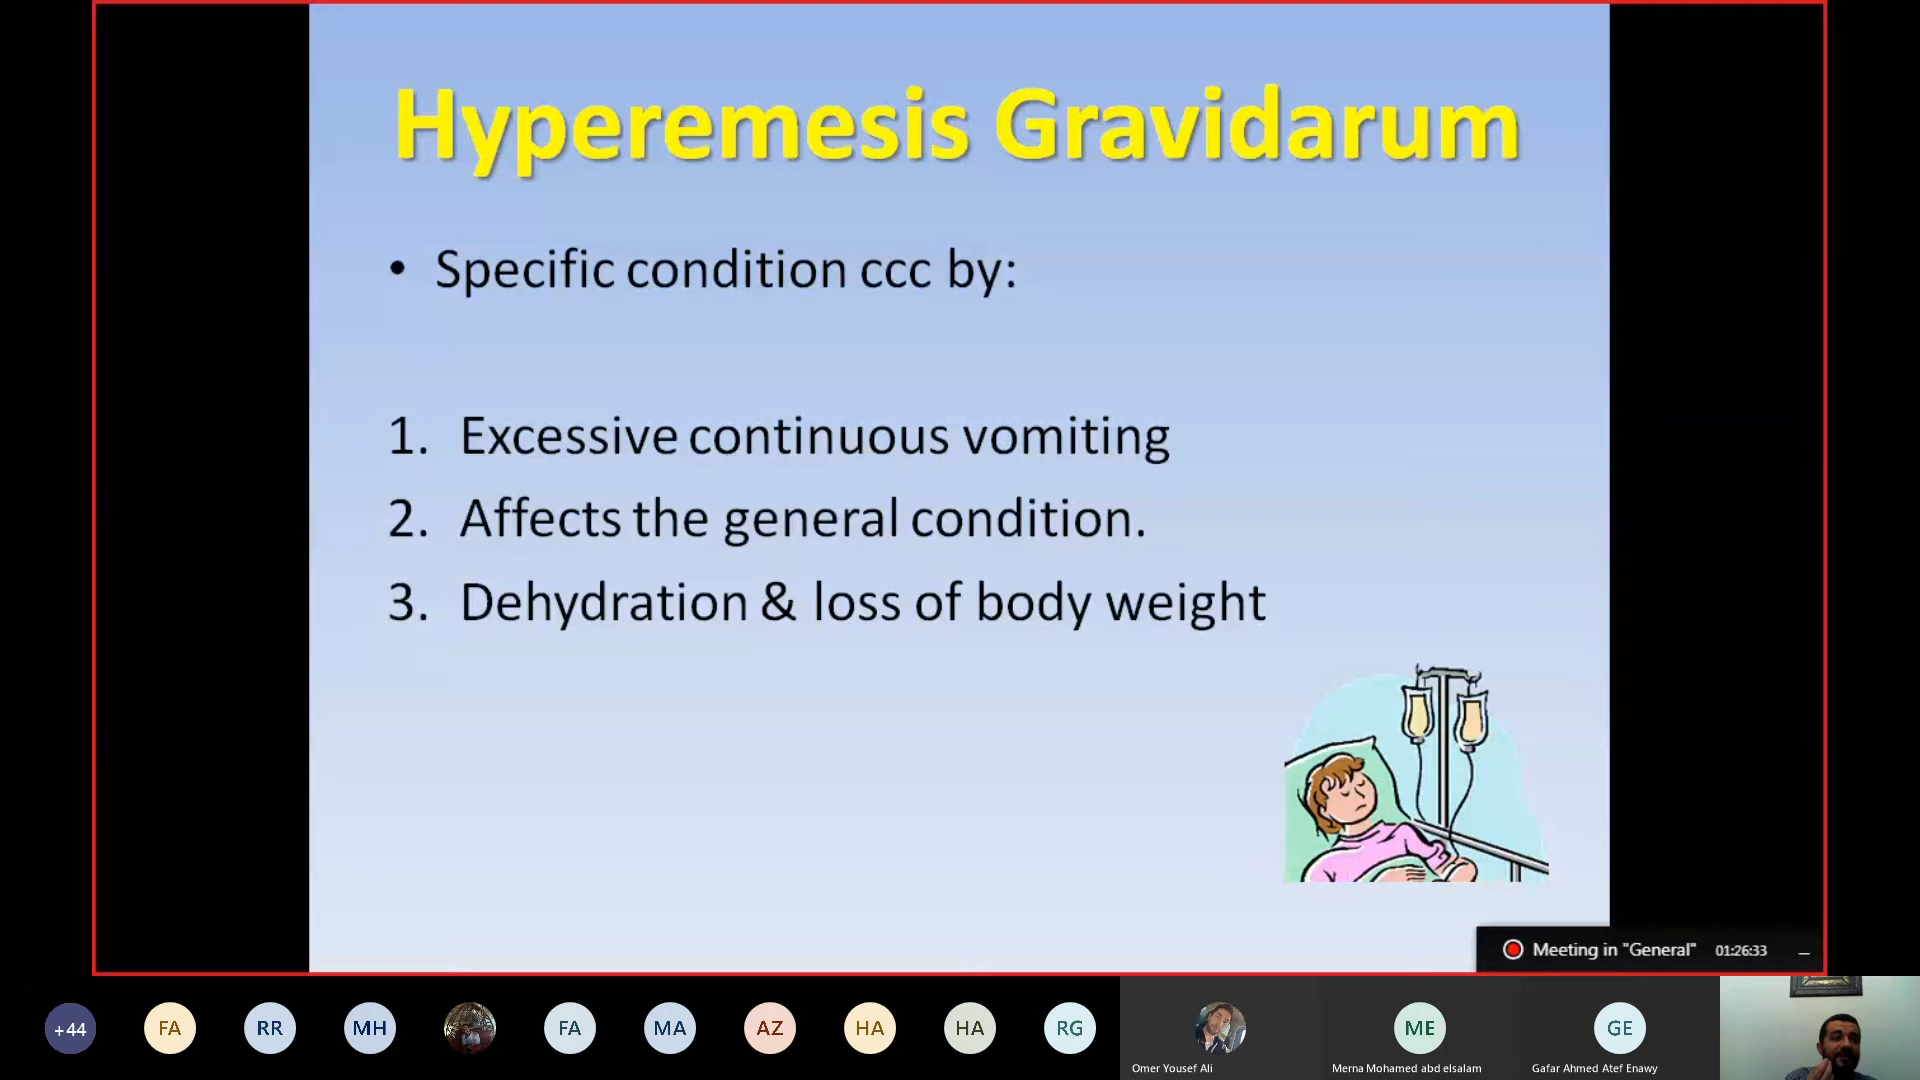 Hyperemesis Gravidarum
• Specific condition ccc by:
1. Excessive continuous vomiting
2. Affects the general condition.
3. Dehydration & loss of body weight
Meeting in "General" 01:26:33
+44 FA RR MH FA MA AZ HA HA RG ME GE
Omer Yousef Ali Merna Mohamed abd elsalam Gafar Ahmed Atef Enawy